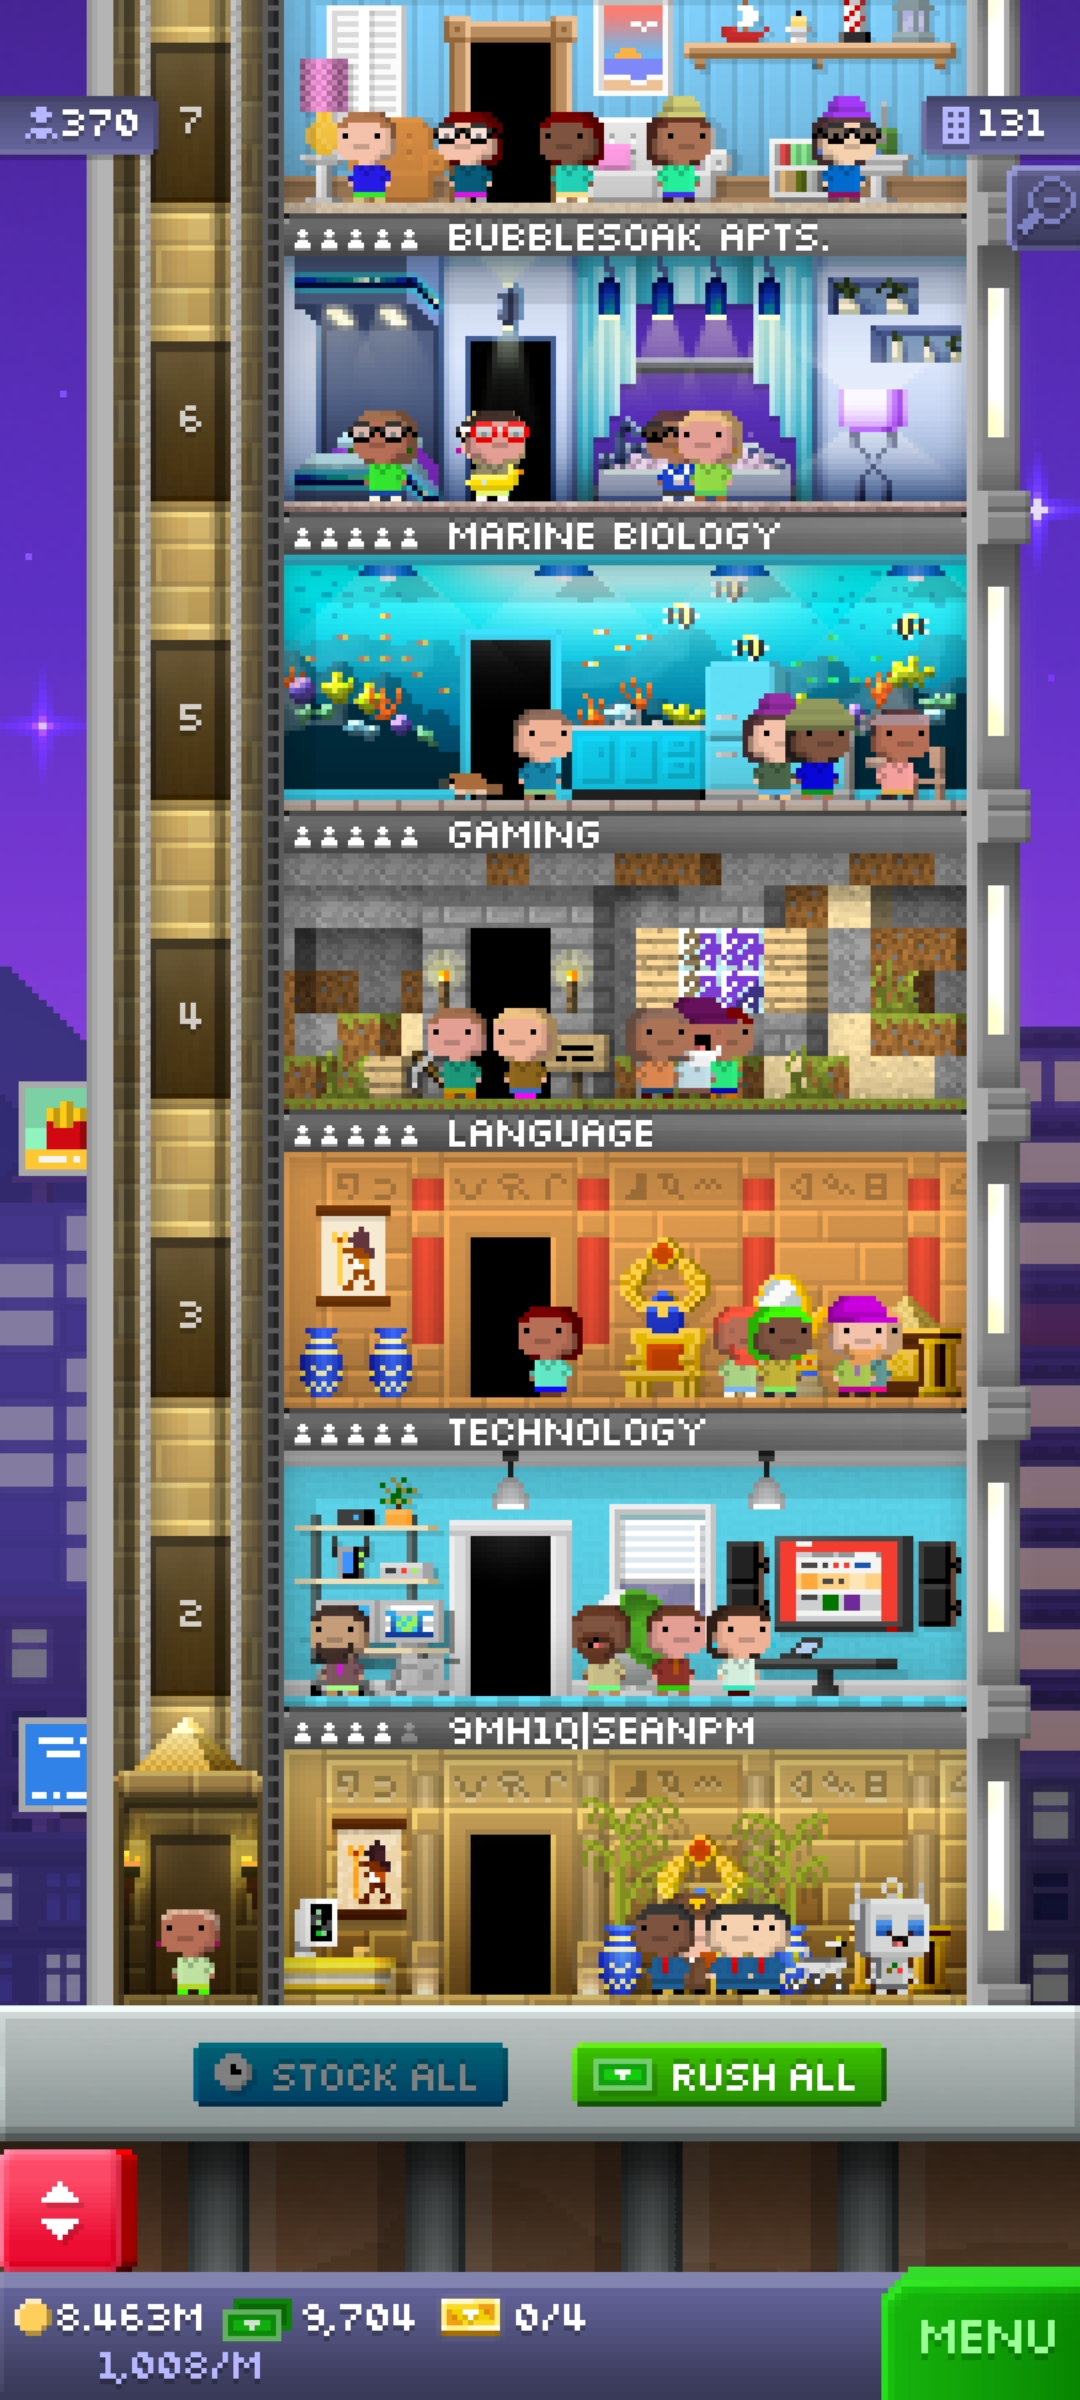 370
7
131
BUBBLESOAK APTS.
6
MARINE BIOLOGY
5
GAMING
4
LANGUAGE
3
TECHNOLOGY
2
9MH1Q|SEANPM
STOCK ALL
RUSH ALL
8.463M
9,704
0/4
1,008/M
MENU